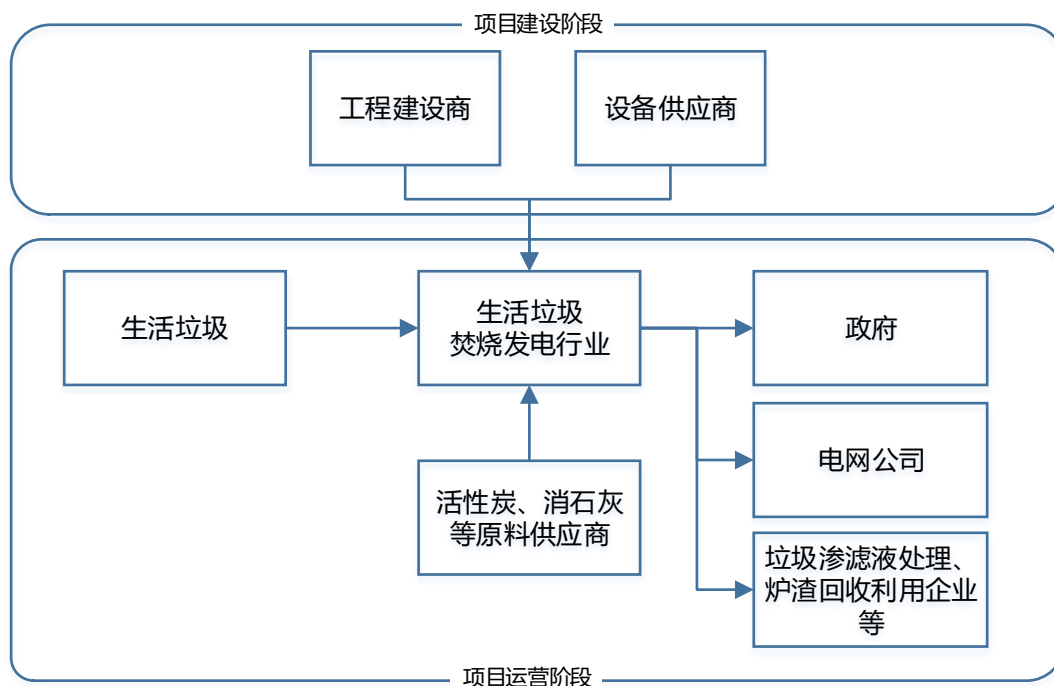 项目建设阶段
工程建设商
设备供应商
生活垃圾
生活垃圾
焚烧发电行业
政府
电网公司
活性炭、消石灰
等原料供应商
垃圾渗滤液处理、
炉渣回收利用企业
等
项目运营阶段